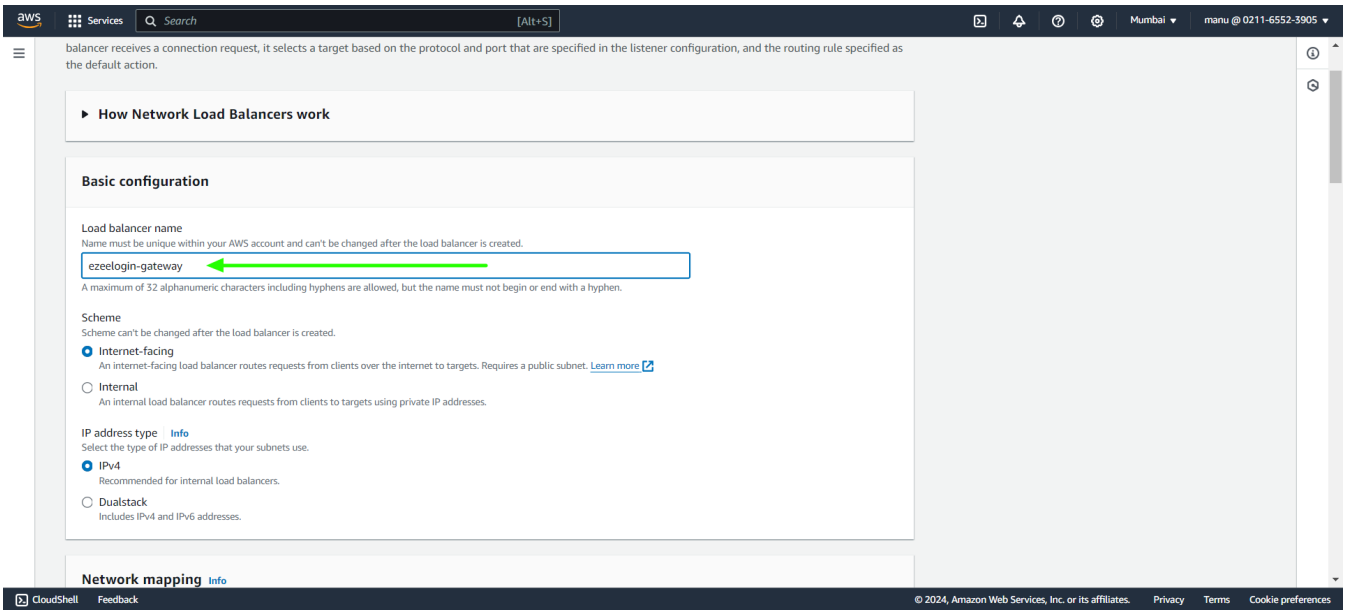 aws
Services
Search
[Alt+S]
Mumbai
manu @ 0211-6552-3905
balancer receives a connection request, it selects a target based on the protocol and port that are specified in the listener configuration, and the routing rule specified as
the default action.
How Network Load Balancers work
Basic configuration
Load balancer name
Name must be unique within your AWS account and can't be changed after the load balancer is created.
ezeelogin-gateway
A maximum of 32 alphanumeric characters including hyphens are allowed, but the name must not begin or end with a hyphen.
Scheme
Scheme can't be changed after the load balancer is created.
Internet-facing
An internet-facing load balancer routes requests from clients over the internet to targets. Requires a public subnet. Learn more
Internal
An internal load balancer routes requests from clients to targets using private IP addresses.
IP address type Info
Select the type of IP addresses that your subnets use.
IPv4
Recommended for internal load balancers.
Dualstack
Includes IPv4 and IPv6 addresses.
Network mapping Info
CloudShell
Feedback
© 2024, Amazon Web Services, Inc. or its affiliates.
Privacy
Terms
Cookie preferences